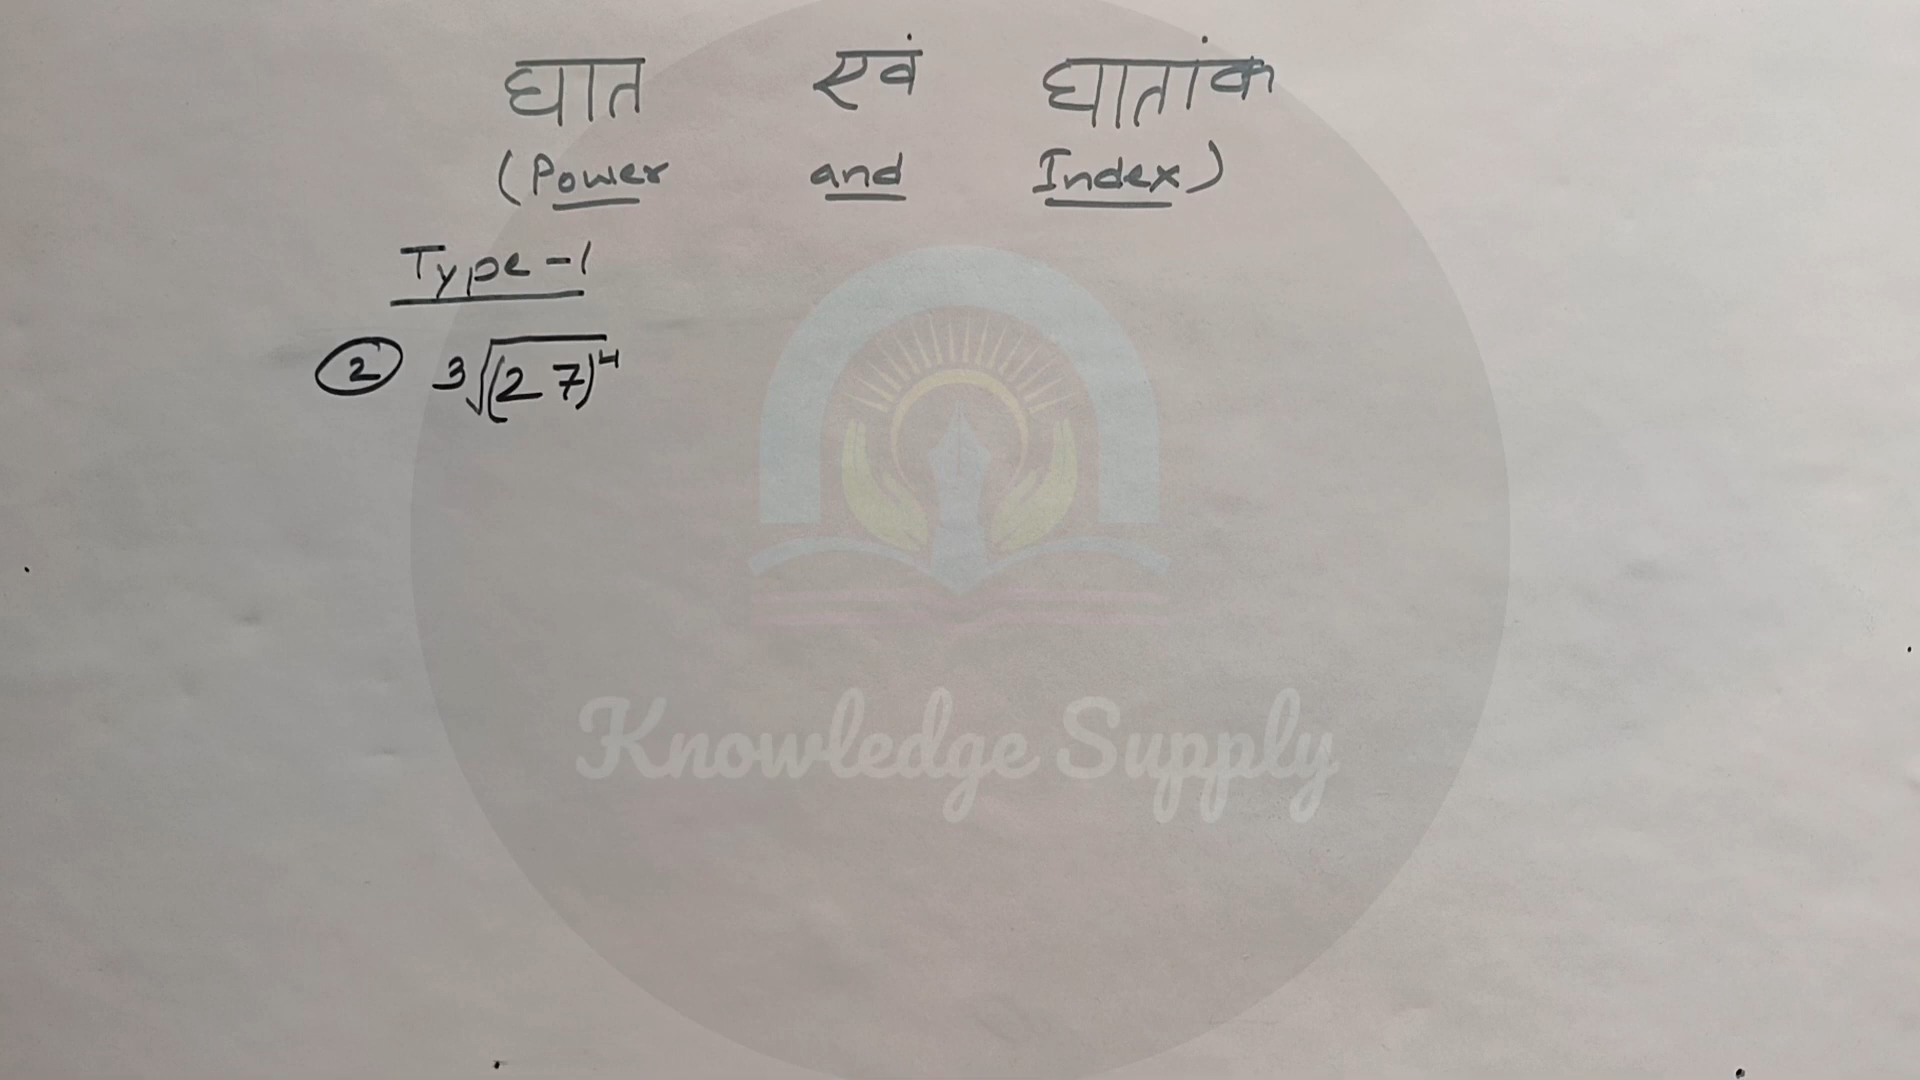 घात एवं घातांक
(Power and Index)
Type-1
② ³√(27)⁴
Knowledge Supply